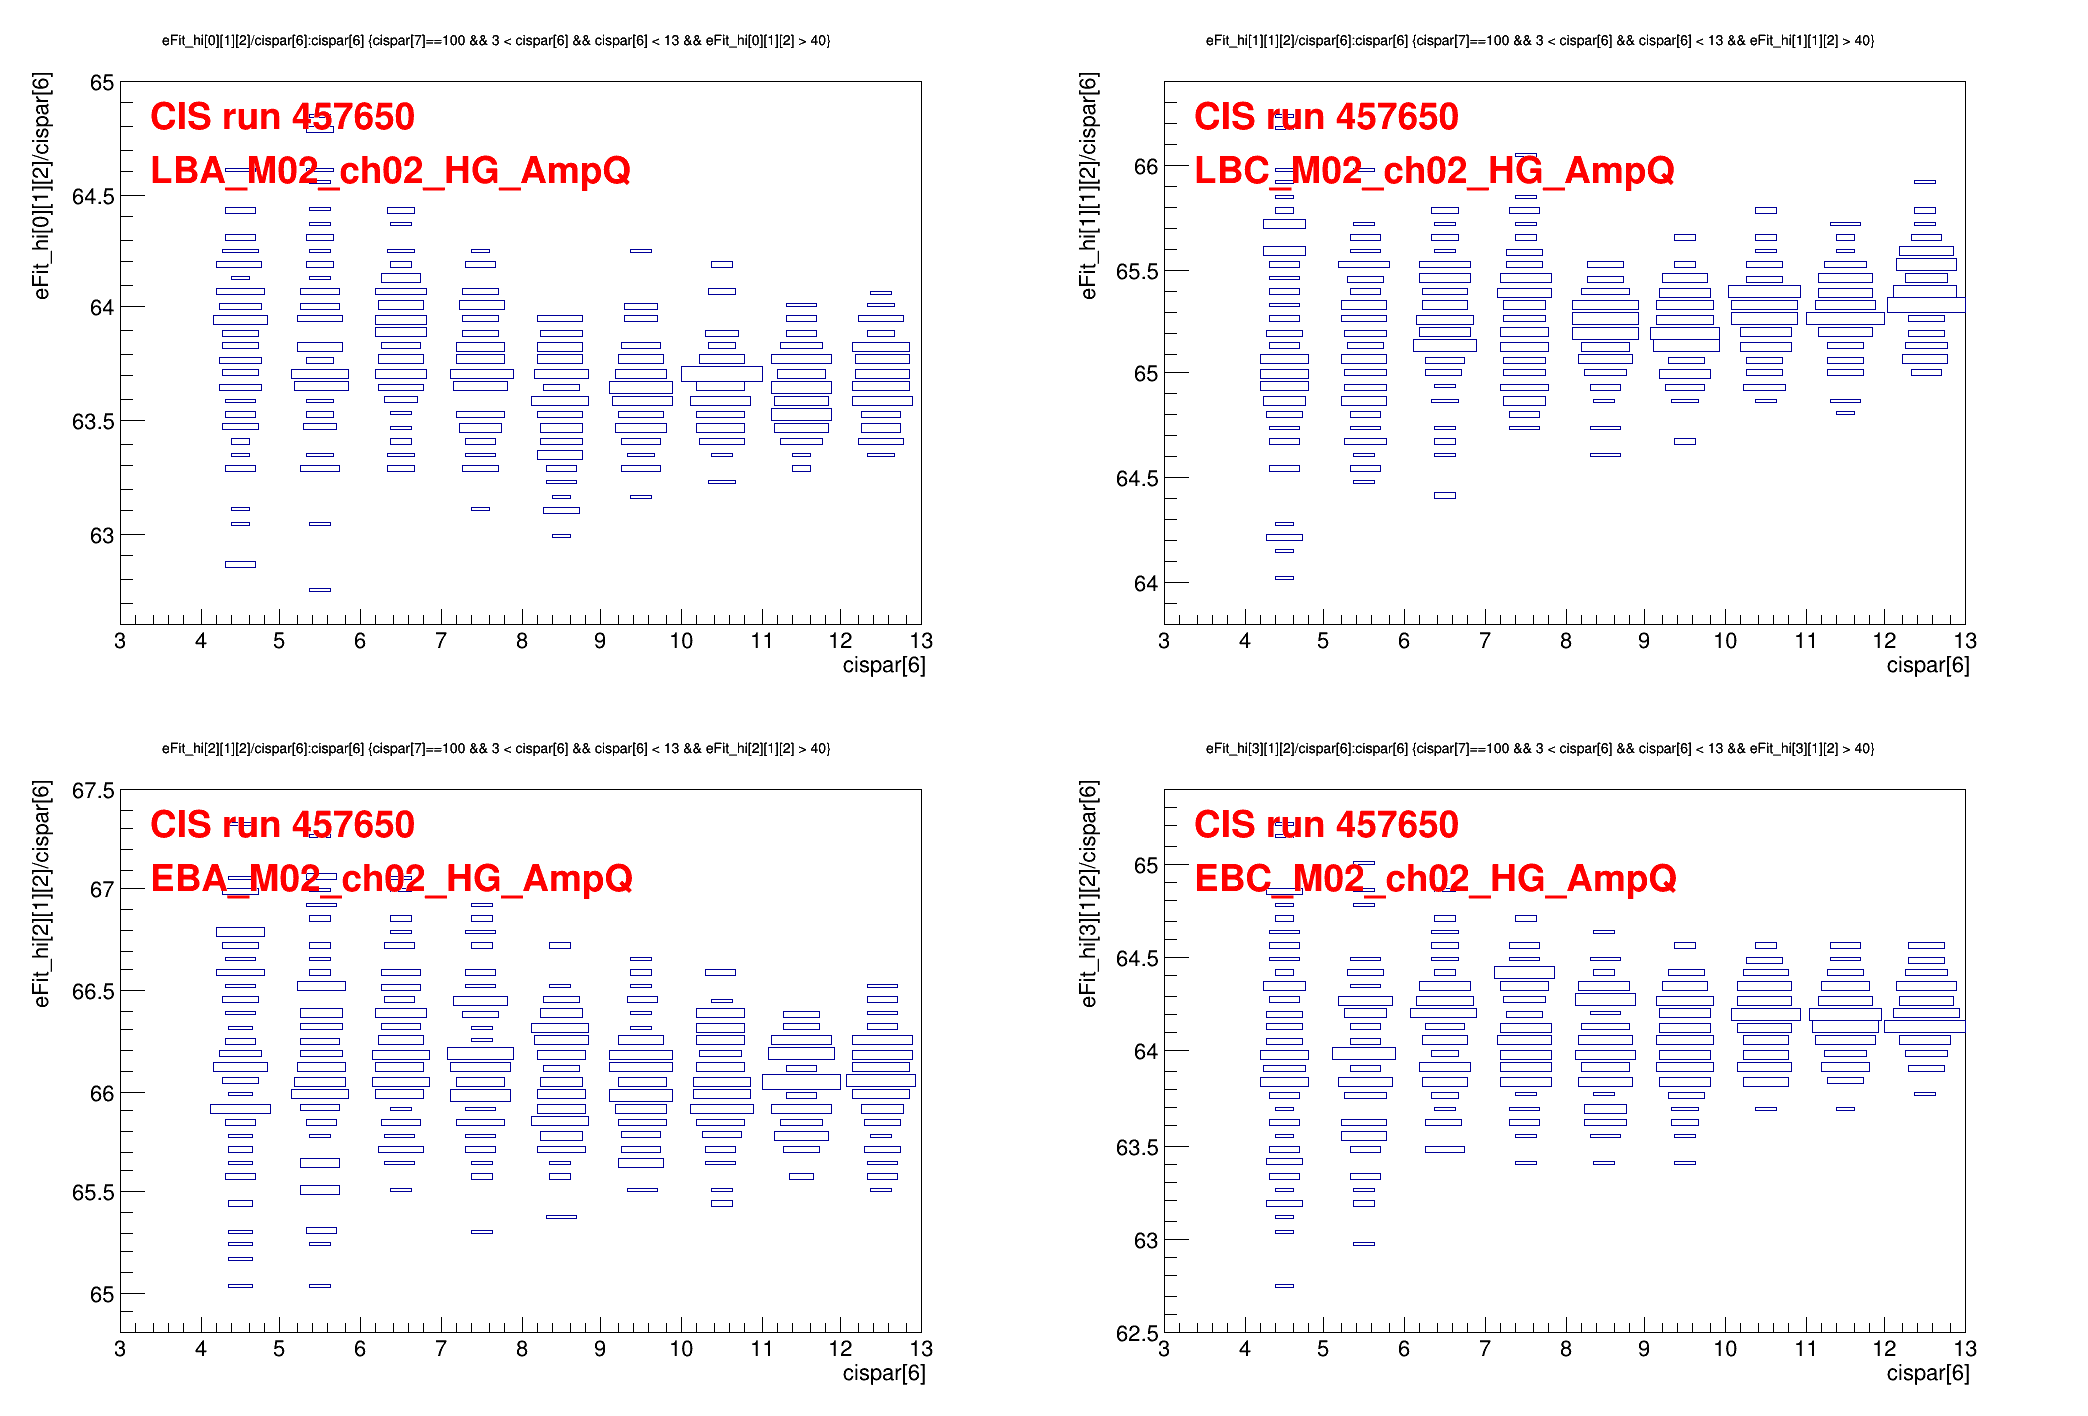 eFit_hi[0][1][2]/cispar[6]:cispar[6] {cispar[7]==100 && 3 < cispar[6] && cispar[6] < 13 && eFit_hi[0][1][2] > 40}
eFit_hi[0][1][2]/cispar[6]
CIS run 457650
LBA_M02_ch02_HG_AmpQ
65
64.5
64
63.5
63
3 4 5 6 7 8 9 10 11 12 13
cispar[6]
eFit_hi[1][1][2]/cispar[6]:cispar[6] {cispar[7]==100 && 3 < cispar[6] && cispar[6] < 13 && eFit_hi[1][1][2] > 40}
eFit_hi[1][1][2]/cispar[6]
CIS run 457650
LBC_M02_ch02_HG_AmpQ
66
65.5
65
64.5
64
3 4 5 6 7 8 9 10 11 12 13
cispar[6]
eFit_hi[2][1][2]/cispar[6]:cispar[6] {cispar[7]==100 && 3 < cispar[6] && cispar[6] < 13 && eFit_hi[2][1][2] > 40}
eFit_hi[2][1][2]/cispar[6]
CIS run 457650
EBA_M02_ch02_HG_AmpQ
67.5
67
66.5
66
65.5
65
3 4 5 6 7 8 9 10 11 12 13
cispar[6]
eFit_hi[3][1][2]/cispar[6]:cispar[6] {cispar[7]==100 && 3 < cispar[6] && cispar[6] < 13 && eFit_hi[3][1][2] > 40}
eFit_hi[3][1][2]/cispar[6]
CIS run 457650
EBC_M02_ch02_HG_AmpQ
65
64.5
64
63.5
63
62.5
3 4 5 6 7 8 9 10 11 12 13
cispar[6]